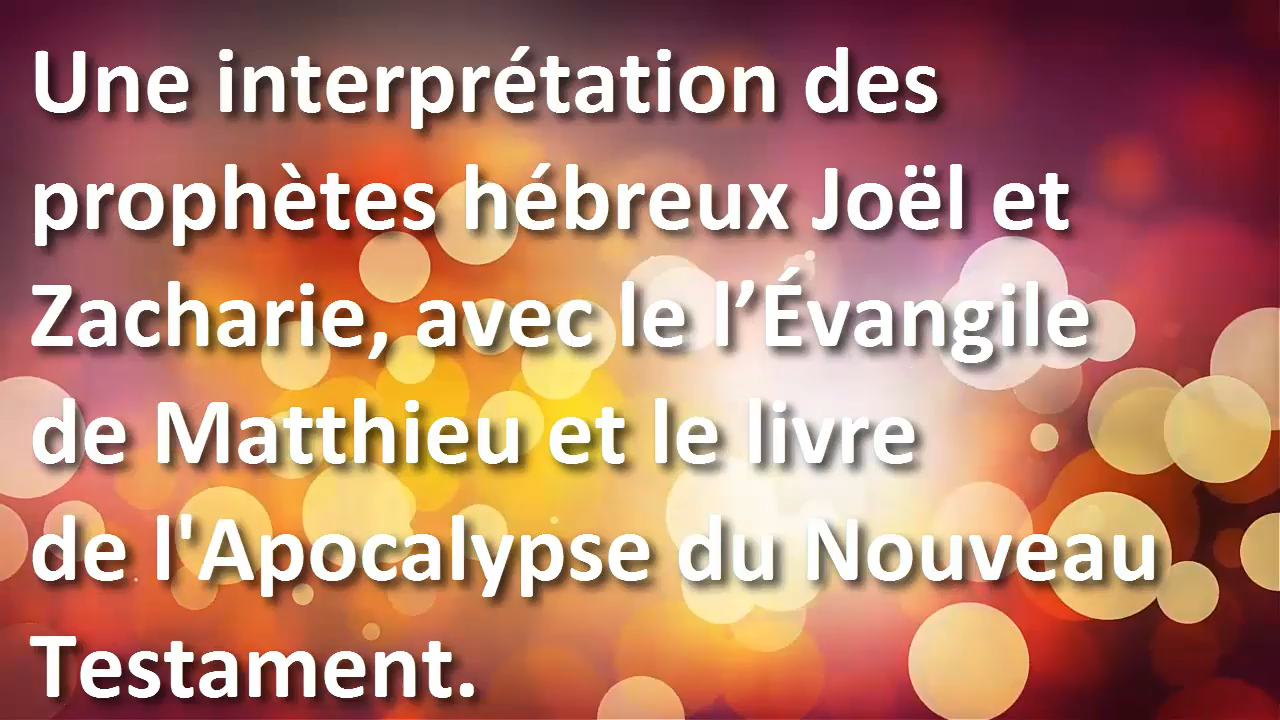 Une interprétation des
prophètes hébreux Joël et
Zacharie, avec le l’Évangile
de Matthieu et le livre
de l'Apocalypse du Nouveau
Testament.